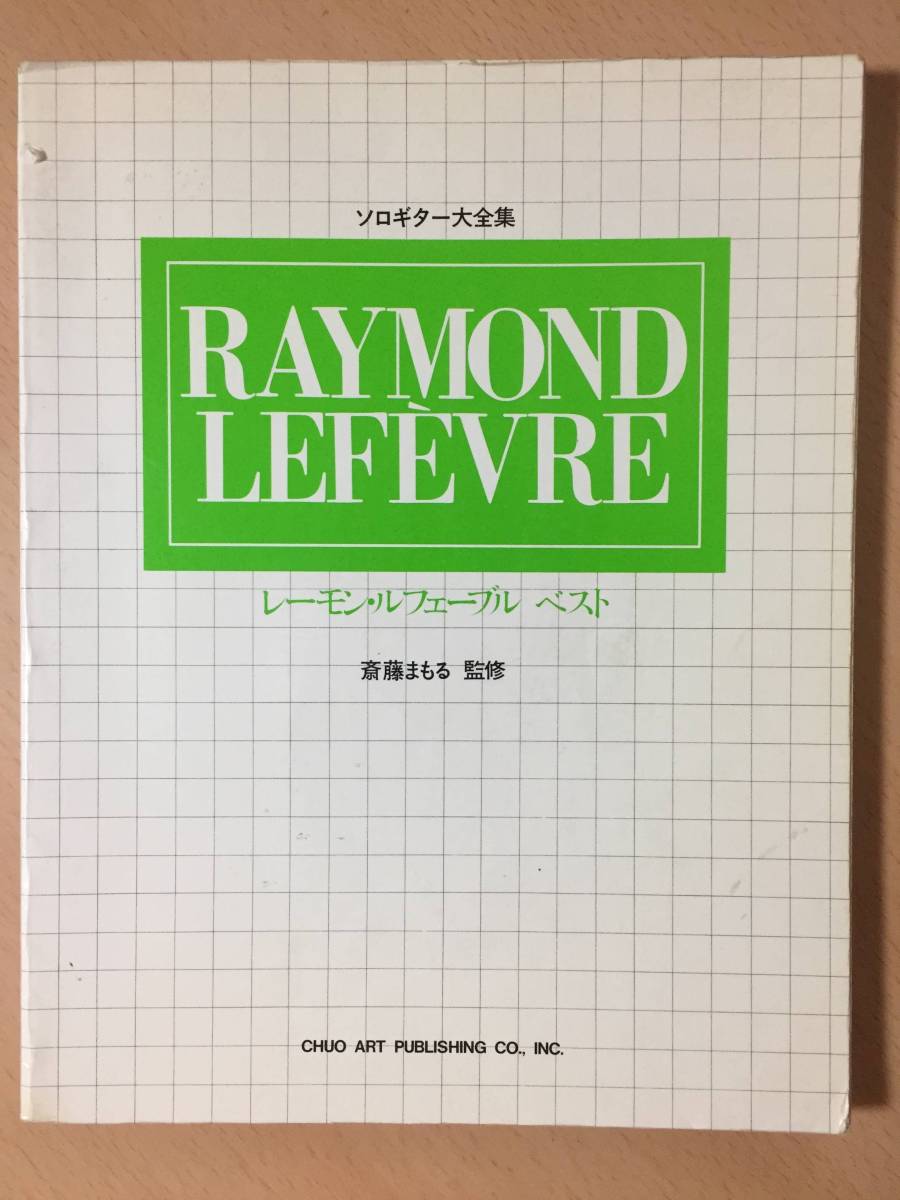 ソロギター大全集
RAYMOND
LEFÈVRE
レーモン・ルフェーブル ベスト
斎藤まもる 監修
CHUO ART PUBLISHING CO., INC.